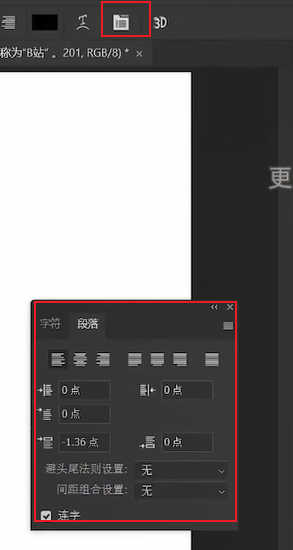 3D
称为"B站" 。201, RGB/8) * ×
更
字符 段落
0 点 0 点
0 点
-1.36 点 0 点
避头尾法则设置: 无
间距组合设置: 无
连字